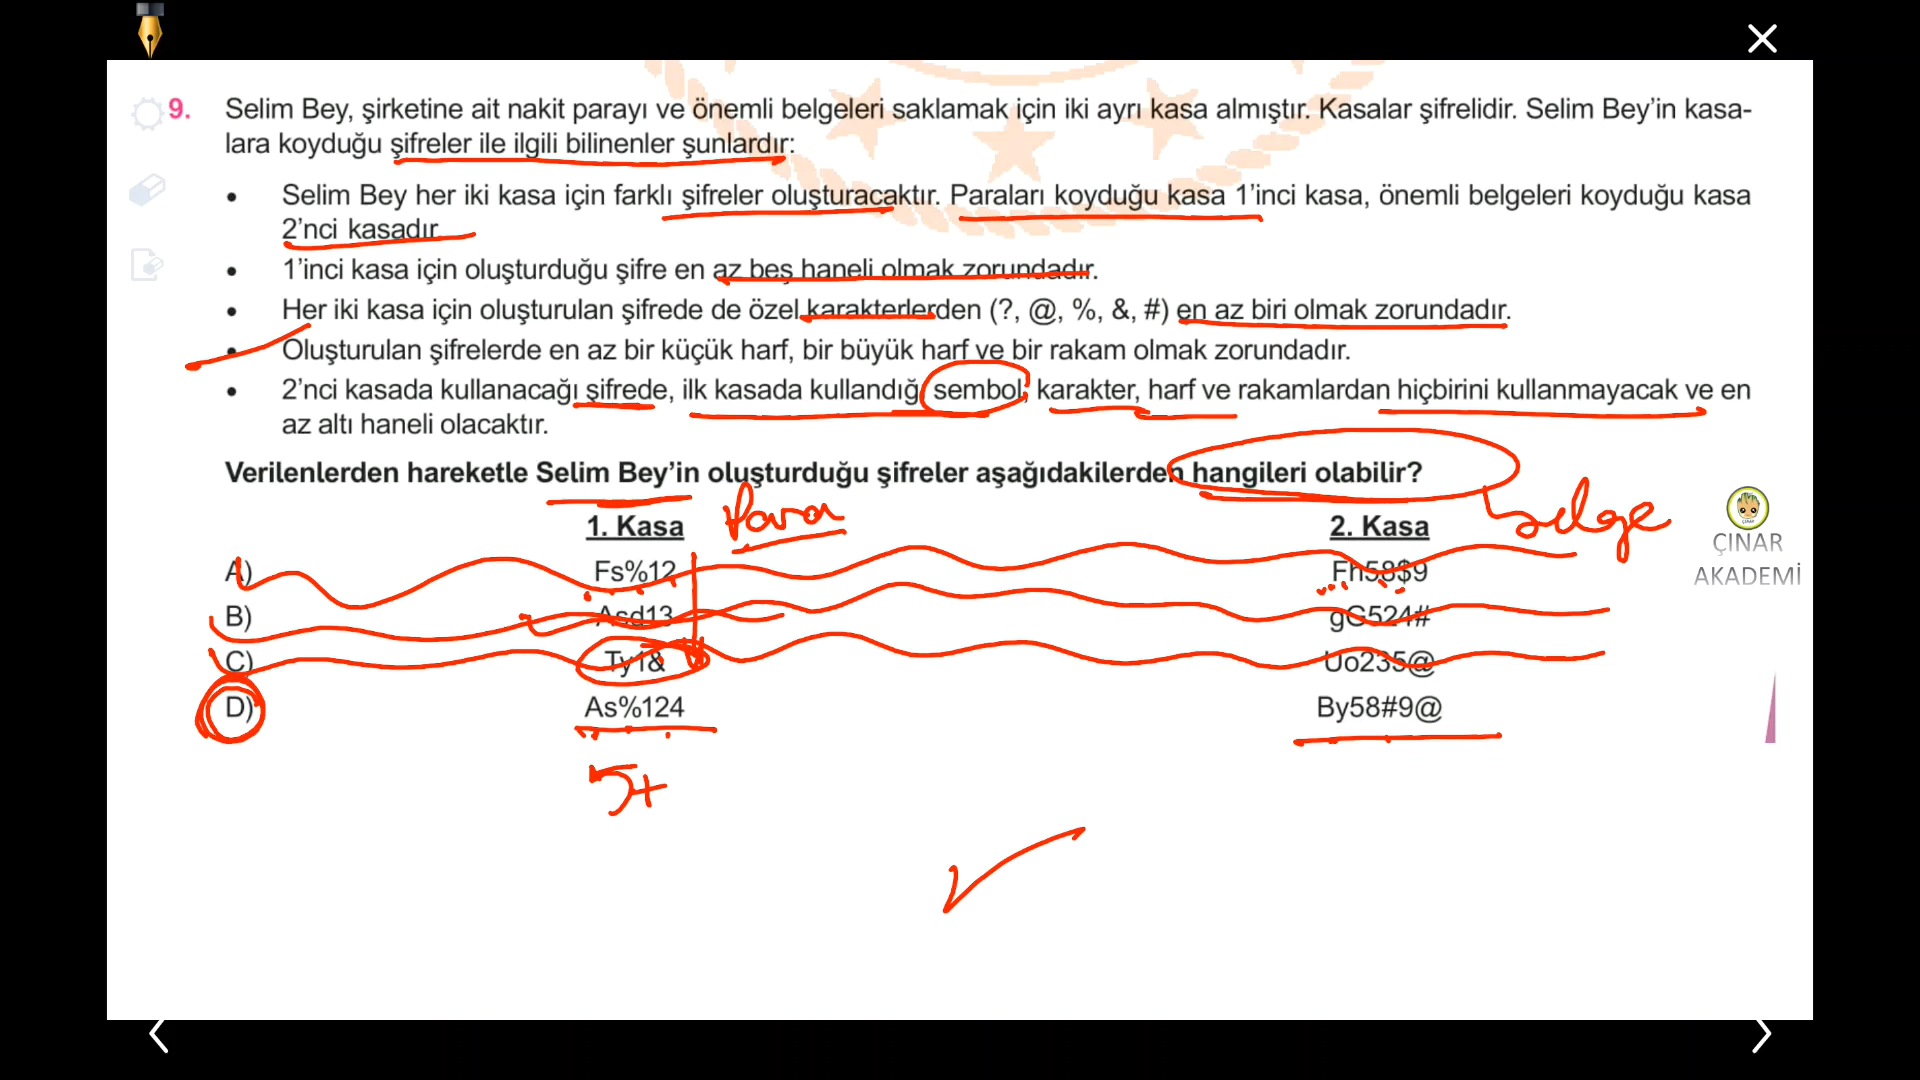 9. Selim Bey, şirketine ait nakit parayı ve önemli belgeleri saklamak için iki ayrı kasa almıştır. Kasalar şifrelidir. Selim Bey'in kasa-
lara koyduğu şifreler ile ilgili bilinenler şunlardır:
• Selim Bey her iki kasa için farklı şifreler oluşturacaktır. Paraları koyduğu kasa 1'inci kasa, önemli belgeleri koyduğu kasa
2'nci kasadır.
• 1'inci kasa için oluşturduğu şifre en az beş haneli olmak zorundadır.
• Her iki kasa için oluşturulan şifrede de özel karakterlerden (?, @, %, &, #) en az biri olmak zorundadır.
• Oluşturulan şifrelerde en az bir küçük harf, bir büyük harf ve bir rakam olmak zorundadır.
• 2'nci kasada kullanacağı şifrede, ilk kasada kullandığı sembol, karakter, harf ve rakamlardan hiçbirini kullanmayacak ve en
az altı haneli olacaktır.
Verilenlerden hareketle Selim Bey'in oluşturduğu şifreler aşağıdakilerden hangileri olabilir?
1. Kasa Para 2. Kasa belge
A) Fs%12 Fh58$9
B) Asd13 gG524#
C) Ty1& Uo235@
D) As%124 By58#9@
5+
ÇINAR
AKADEMİ